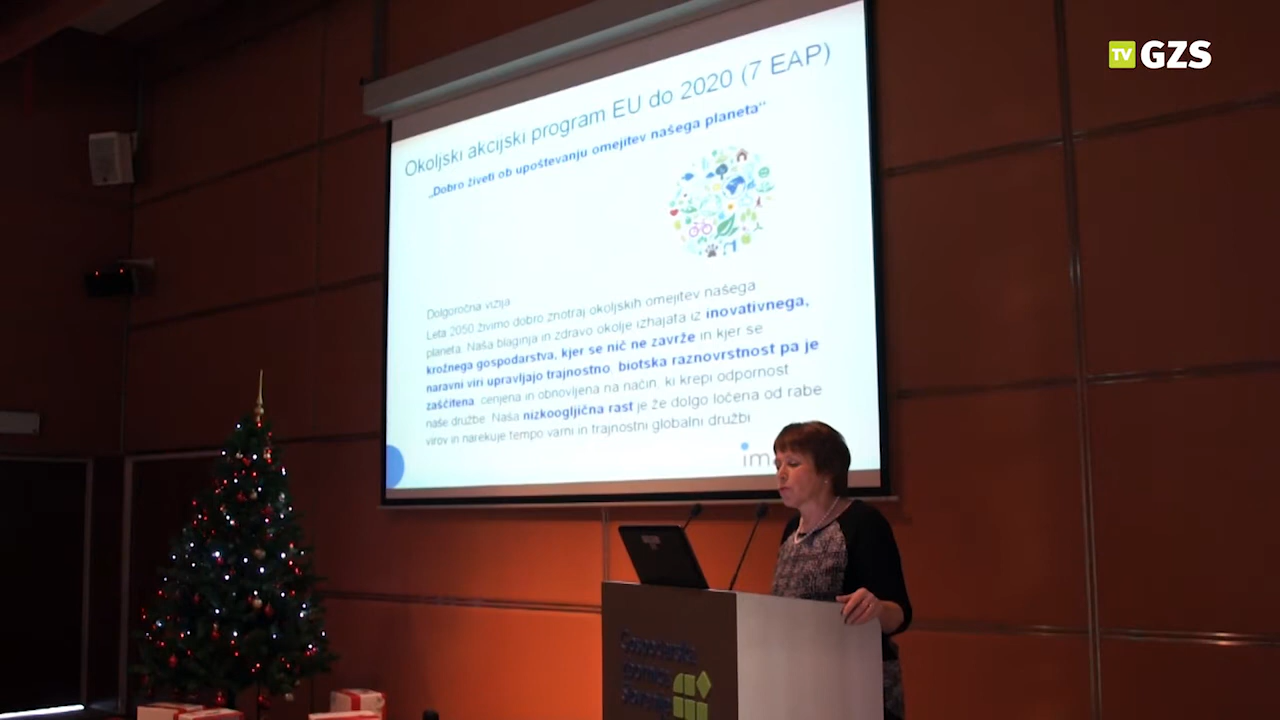 TV GZS
Okoljski akcijski program EU do 2020 (7 EAP)
„Dobro živeti ob upoštevanju omejitev našega planeta“
Dolgoročna vizija
Leta 2050 živimo dobro znotraj okoljskih omejitev našega
planeta. Naša blaginja in zdravo okolje izhajata iz inovativnega,
krožnega gospodarstva, kjer se nič ne zavrže in kjer se
naravni viri upravljajo trajnostno, biotska raznovrstnost pa je
zaščitena, cenjena in obnovljena na način, ki krepi odpornost
naše družbe. Naša nizkoogljična rast je že dolgo ločena od rabe
virov in narekuje tempo varni in trajnostni globalni družbi
im
Gospodarska
zbornica
Slovenije